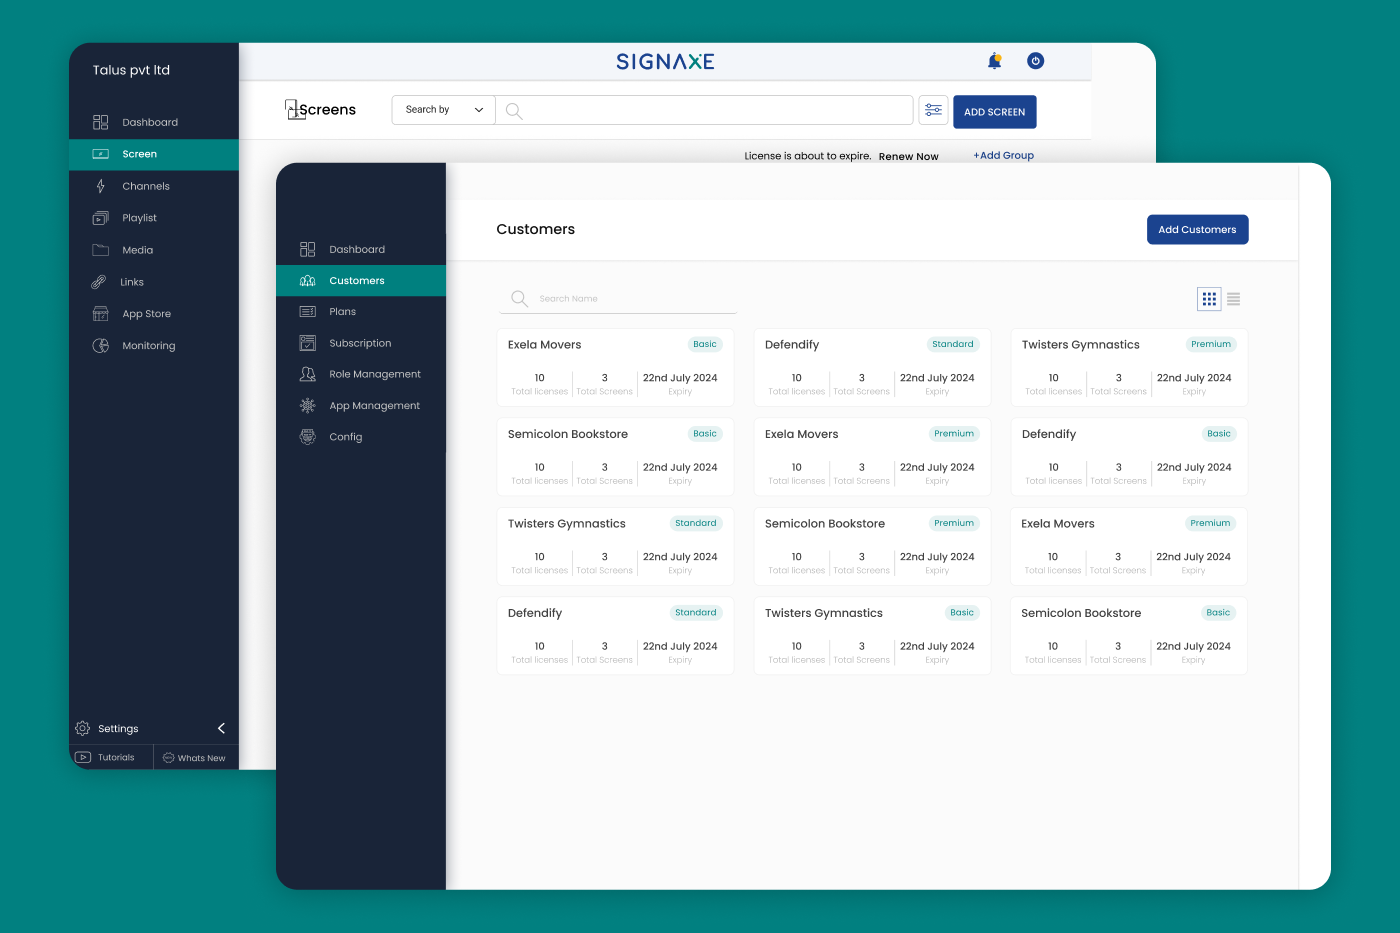 Talus pvt ltd
SIGNAXE
Dashboard
Screen
Channels
Playlist
Media
Links
App Store
Monitoring
Settings
Tutorials
Whats New
Screens
Search by
ADD SCREEN
License is about to expire. Renew Now
+Add Group
Dashboard
Customers
Plans
Subscription
Role Management
App Management
Config
Customers
Add Customers
Search Name
Exela Movers Basic
10 3 22nd July 2024
Total licenses Total Screens Expiry
Defendify Standard
10 3 22nd July 2024
Total licenses Total Screens Expiry
Twisters Gymnastics Premium
10 3 22nd July 2024
Total licenses Total Screens Expiry
Semicolon Bookstore Basic
10 3 22nd July 2024
Total licenses Total Screens Expiry
Exela Movers Premium
10 3 22nd July 2024
Total licenses Total Screens Expiry
Defendify Basic
10 3 22nd July 2024
Total licenses Total Screens Expiry
Twisters Gymnastics Standard
10 3 22nd July 2024
Total licenses Total Screens Expiry
Semicolon Bookstore Premium
10 3 22nd July 2024
Total licenses Total Screens Expiry
Exela Movers Premium
10 3 22nd July 2024
Total licenses Total Screens Expiry
Defendify Standard
10 3 22nd July 2024
Total licenses Total Screens Expiry
Twisters Gymnastics Basic
10 3 22nd July 2024
Total licenses Total Screens Expiry
Semicolon Bookstore Basic
10 3 22nd July 2024
Total licenses Total Screens Expiry